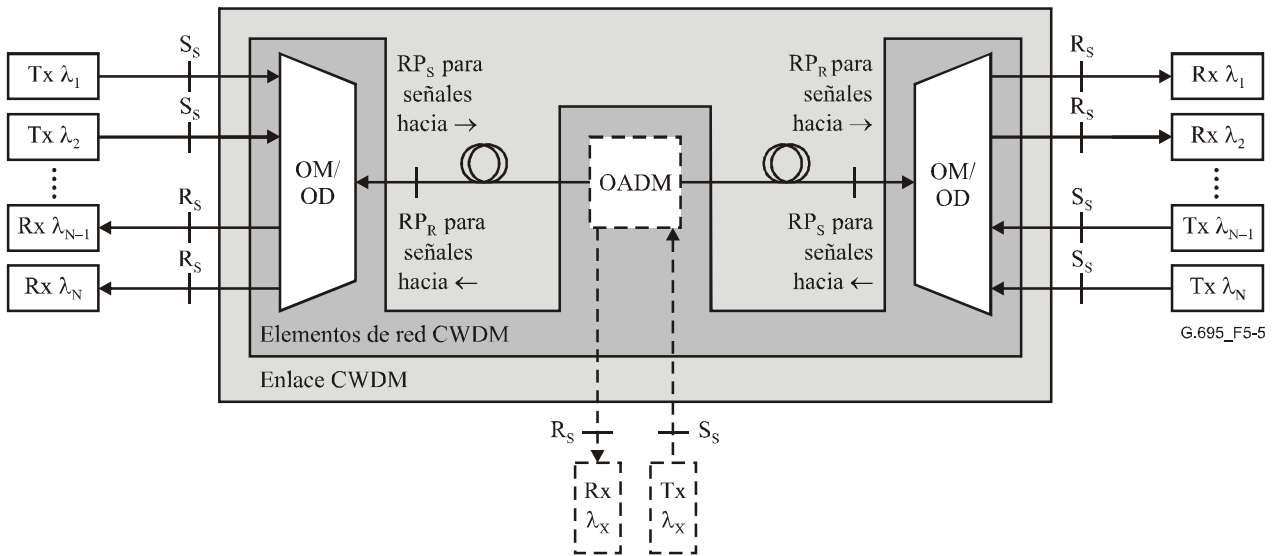 Tx λ1
SS
Tx λ2
SS
Rx λN–1
RS
Rx λN
RS
OM/
OD
RPS para
señales
hacia →
RPR para
señales
hacia ←
OADM
RPR para
señales
hacia →
RPS para
señales
hacia ←
OM/
OD
RS
Rx λ1
RS
Rx λ2
SS
Tx λN–1
SS
Tx λN
Elementos de red CWDM
Enlace CWDM
G.695_F5-5
RS
SS
Rx
λX
Tx
λX